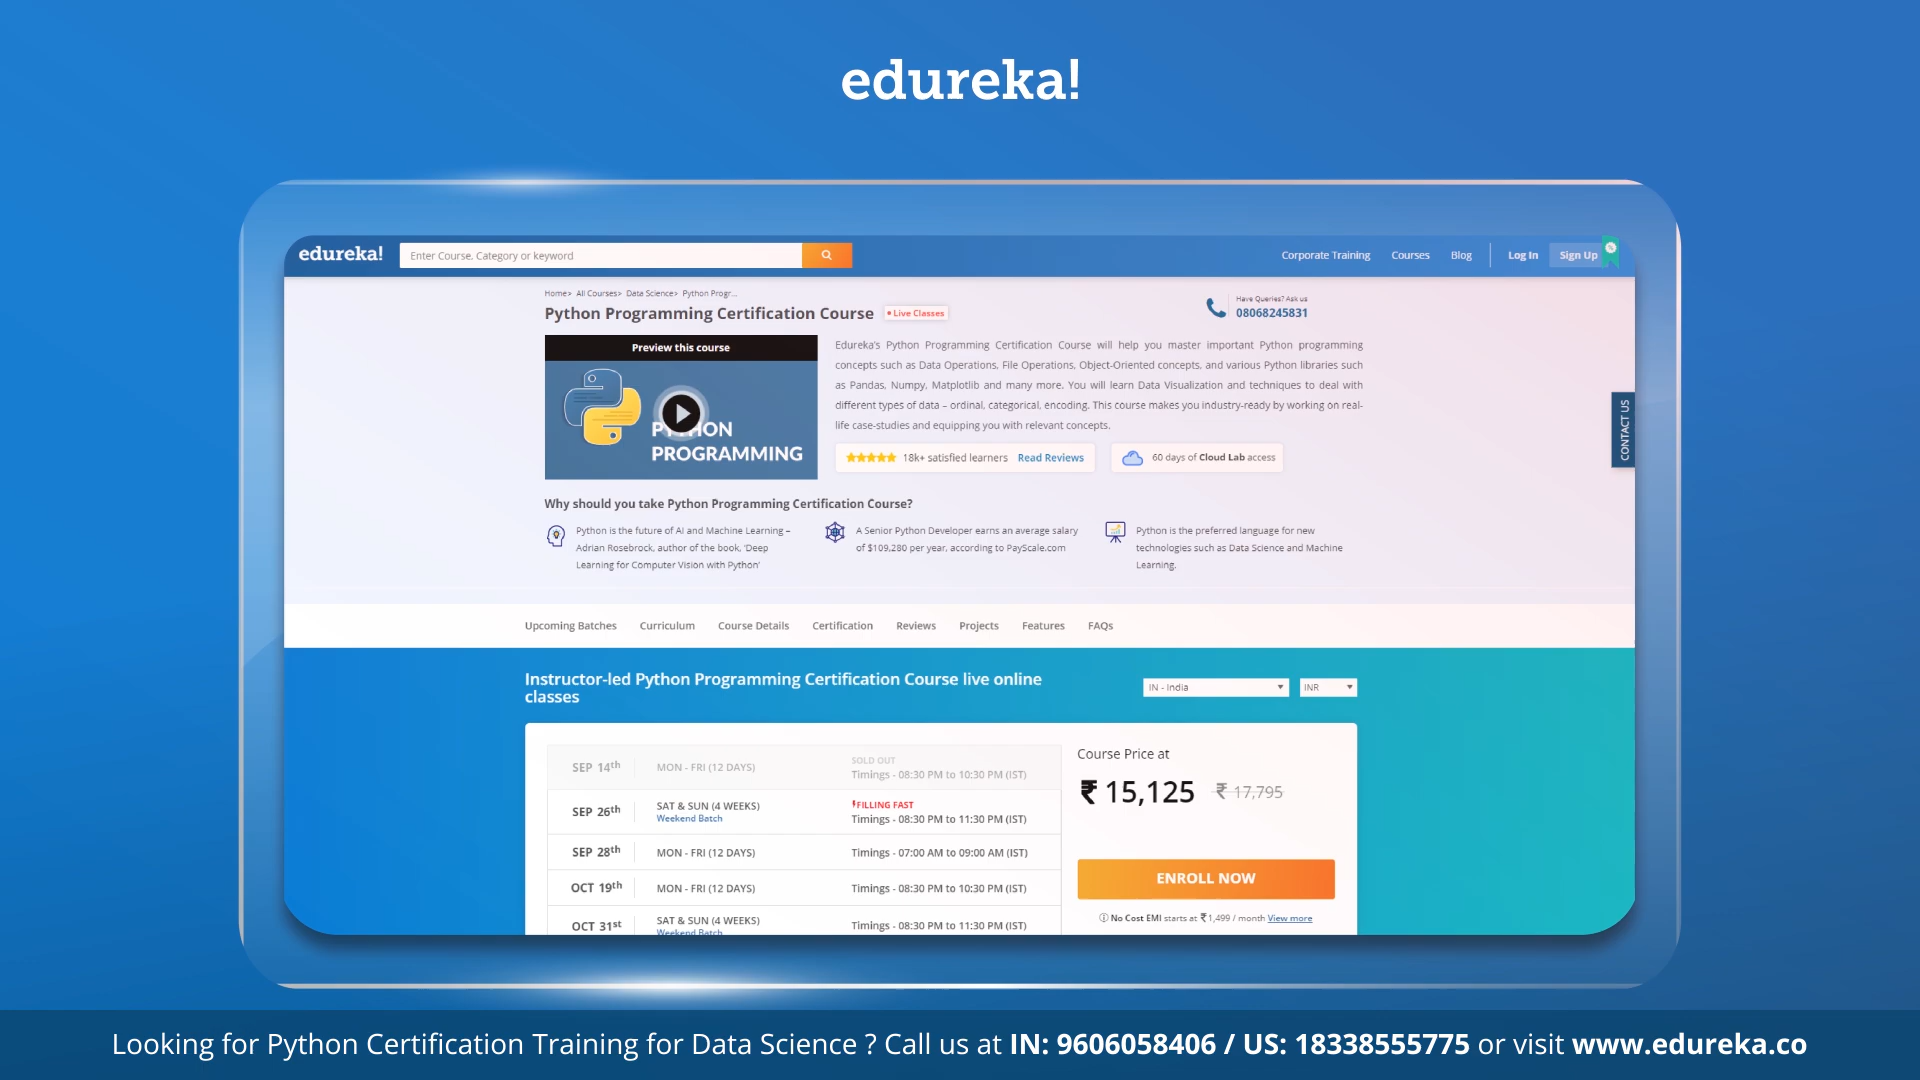 edureka!
edureka!
Enter Course, Category or keyword
Corporate Training
Courses
Blog
Log In
Sign Up
Home> All Courses> Data Science> Python Progr...
Python Programming Certification Course
Live Classes
Have Queries? Ask us
08068245831
Preview this course
PYTHON
PROGRAMMING
Edureka's Python Programming Certification Course will help you master important Python programming
concepts such as Data Operations, File Operations, Object-Oriented concepts, and various Python libraries such
as Pandas, Numpy, Matplotlib and many more. You will learn Data Visualization and techniques to deal with
different types of data – ordinal, categorical, encoding. This course makes you industry-ready by working on real-
life case-studies and equipping you with relevant concepts.
18k+ satisfied learners Read Reviews
60 days of Cloud Lab access
CONTACT US
Why should you take Python Programming Certification Course?
Python is the future of AI and Machine Learning –
Adrian Rosebrock, author of the book, 'Deep
Learning for Computer Vision with Python'
A Senior Python Developer earns an average salary
of $109,280 per year, according to PayScale.com
Python is the preferred language for new
technologies such as Data Science and Machine
Learning.
Upcoming Batches
Curriculum
Course Details
Certification
Reviews
Projects
Features
FAQs
Instructor-led Python Programming Certification Course live online
classes
IN - India
INR
SEP 14th
MON - FRI (12 DAYS)
SOLD OUT
Timings - 08:30 PM to 10:30 PM (IST)
SEP 26th
SAT & SUN (4 WEEKS)
Weekend Batch
FILLING FAST
Timings - 08:30 PM to 11:30 PM (IST)
SEP 28th
MON - FRI (12 DAYS)
Timings - 07:00 AM to 09:00 AM (IST)
OCT 19th
MON - FRI (12 DAYS)
Timings - 08:30 PM to 10:30 PM (IST)
OCT 31st
SAT & SUN (4 WEEKS)
Weekend Batch
Timings - 08:30 PM to 11:30 PM (IST)
Course Price at
₹ 15,125 ₹ 17,795
ENROLL NOW
No Cost EMI starts at ₹1,499 / month View more
Looking for Python Certification Training for Data Science ? Call us at IN: 9606058406 / US: 18338555775 or visit www.edureka.co